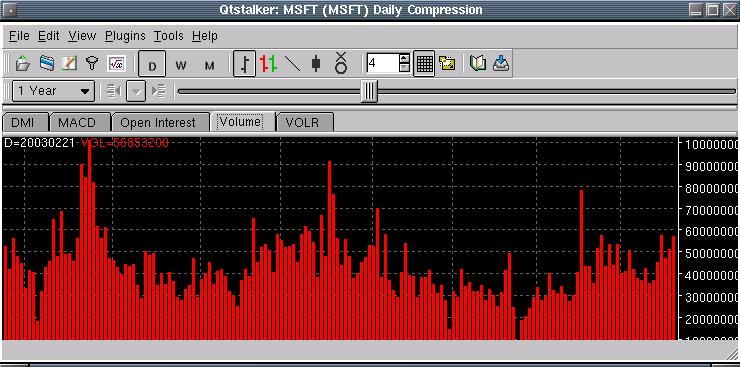 Qtstalker: MSFT (MSFT) Daily Compression
File Edit View Plugins Tools Help
D W M 4
1 Year
DMI MACD Open Interest Volume VOLR
D=20030221 VOL=56853200
10000000
90000000
80000000
70000000
60000000
50000000
40000000
30000000
20000000
10000000